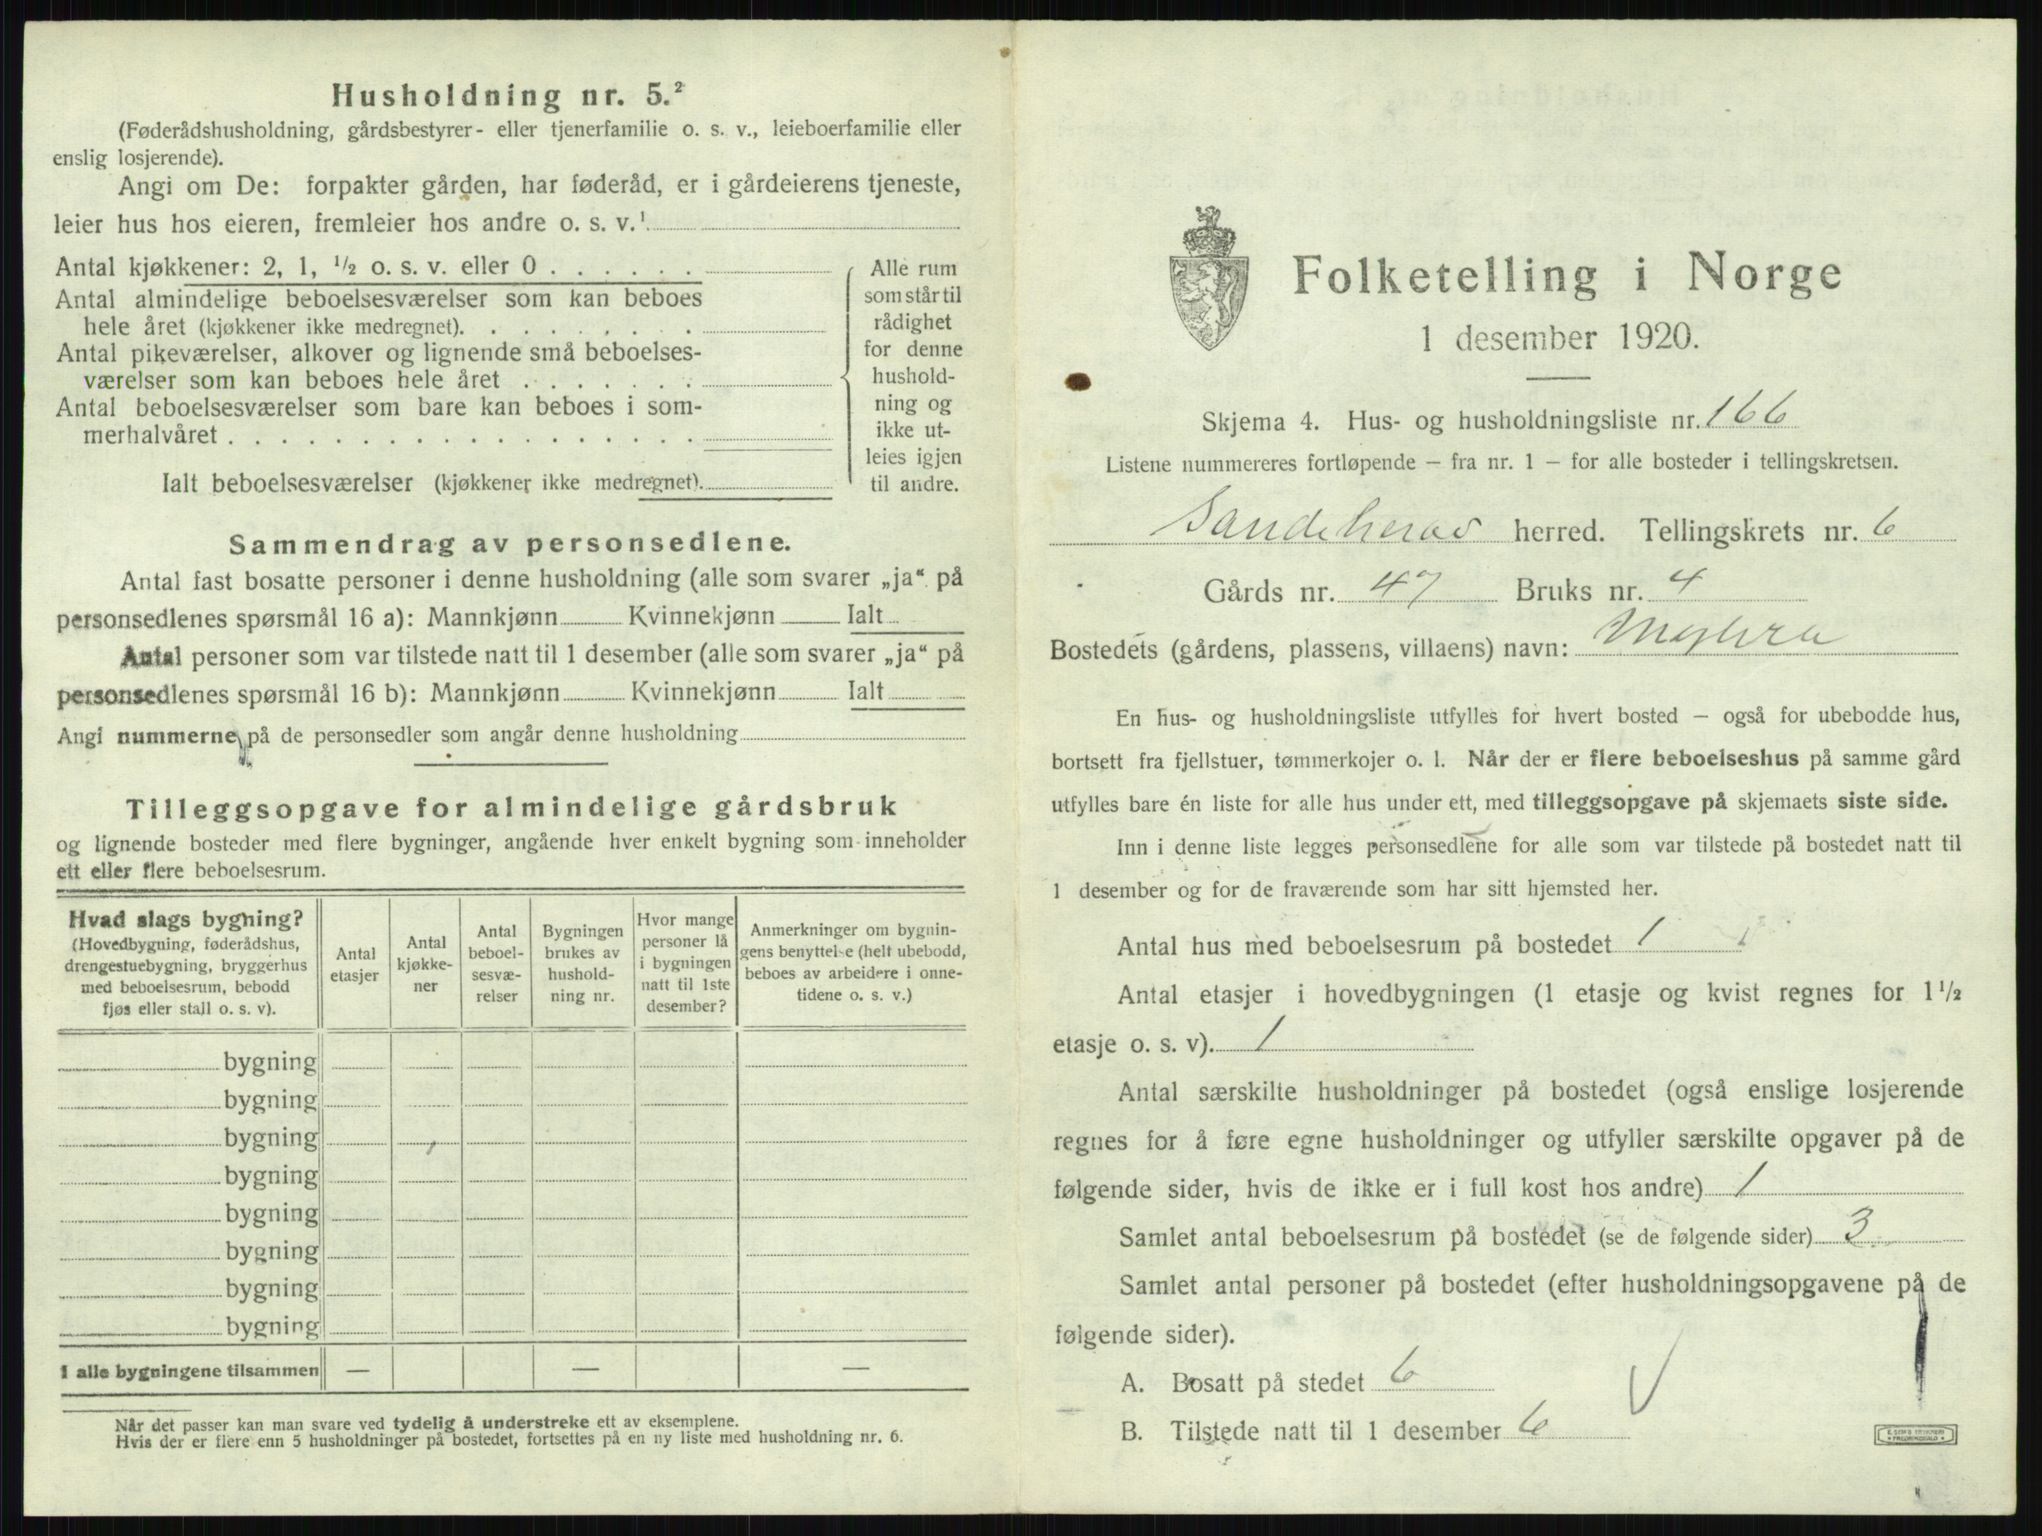 Husholdning nr. 5.²
(Føderådshusholdning, gårdsbestyrer- eller tjenerfamilie o. s. v., leieboerfamilie eller
enslig losjerende).
Angi om De: forpakter gården, har føderåd, er i gårdeierens tjeneste,
leier hus hos eieren, fremleier hos andre o. s. v.¹
Antal kjøkkener: 2, 1, ½ o. s. v. eller 0 . . . . . .
Antal almindelige beboelsesværelser som kan beboes
hele året (kjøkkener ikke medregnet). . . . . . . . .
Antal pikeværelser, alkover og lignende små beboelses-
værelser som kan beboes hele året . . . . . . .
Antal beboelsesværelser som bare kan beboes i som-
merhalvåret . . . . . . . . . . . . . . . . . .
Ialt beboelsesværelser (kjøkkener ikke medregnet).
Alle rum
som står til
rådighet
for denne
hushold-
ning og
ikke ut-
leies igjen
til andre.
Sammendrag av personsedlene.
Antal fast bosatte personer i denne husholdning (alle som svarer „ja“ på
personsedlenes spørsmål 16 a): Mannkjønn Kvinnekjønn Ialt
Antal personer som var tilstede natt til 1 desember (alle som svarer „ja“ på
personsedlenes spørsmål 16 b): Mannkjønn Kvinnekjønn Ialt
Angi nummerne på de personsedler som angår denne husholdning
Tilleggsopgave for almindelige gårdsbruk
og lignende bosteder med flere bygninger, angående hver enkelt bygning som inneholder
ett eller flere beboelsesrum.
Hvad slags bygning?
(Hovedbygning, føderådshus,
drengestuebygning, bryggerhus
med beboelsesrum, bebodd
fjøs eller stall o. s. v).
Antal
etasjer
Antal
kjøkke-
ner
Antal
beboel-
sesvæ-
relser
Bygningen
brukes av
hushold-
ning nr.
Hvor mange
personer lå
i bygningen
natt til 1ste
desember?
Anmerkninger om bygnin-
gens benyttelse (helt ubebodd,
beboes av arbeidere i onne-
tidene o. s. v.)
bygning
bygning
bygning
bygning
bygning
bygning
bygning
bygning
I alle bygningene tilsammen — — —
Når det passer kan man svare ved tydelig å understreke ett av eksemplene.
Hvis der er flere enn 5 husholdninger på bostedet, fortsettes på en ny liste med husholdning nr. 6.
Folketelling i Norge
1 desember 1920.
Skjema 4. Hus- og husholdningsliste nr. 166
Listene nummereres fortløpende – fra nr. 1 – for alle bosteder i tellingskretsen.
Sandeherad herred. Tellingskrets nr. 6
Gårds nr. 47 Bruks nr. 4
Bostedets (gårdens, plassens, villaens) navn: Myhra
En hus- og husholdningsliste utfylles for hvert bosted – også for ubebodde hus,
bortsett fra fjellstuer, tømmerkojer o. l. Når der er flere beboelseshus på samme gård
utfylles bare én liste for alle hus under ett, med tilleggsopgave på skjemaets siste side.
Inn i denne liste legges personsedlene for alle som var tilstede på bostedet natt til
1 desember og for de fraværende som har sitt hjemsted her.
Antal hus med beboelsesrum på bostedet 1
Antal etasjer i hovedbygningen (1 etasje og kvist regnes for 1½
etasje o. s. v). 1
Antal særskilte husholdninger på bostedet (også enslige losjerende
regnes for å føre egne husholdninger og utfyller særskilte opgaver på de
følgende sider, hvis de ikke er i full kost hos andre) 1
Samlet antal beboelsesrum på bostedet (se de følgende sider) 3
Samlet antal personer på bostedet (efter husholdningsopgavene på de
følgende sider).
A. Bosatt på stedet 6
B. Tilstede natt til 1 desember 6